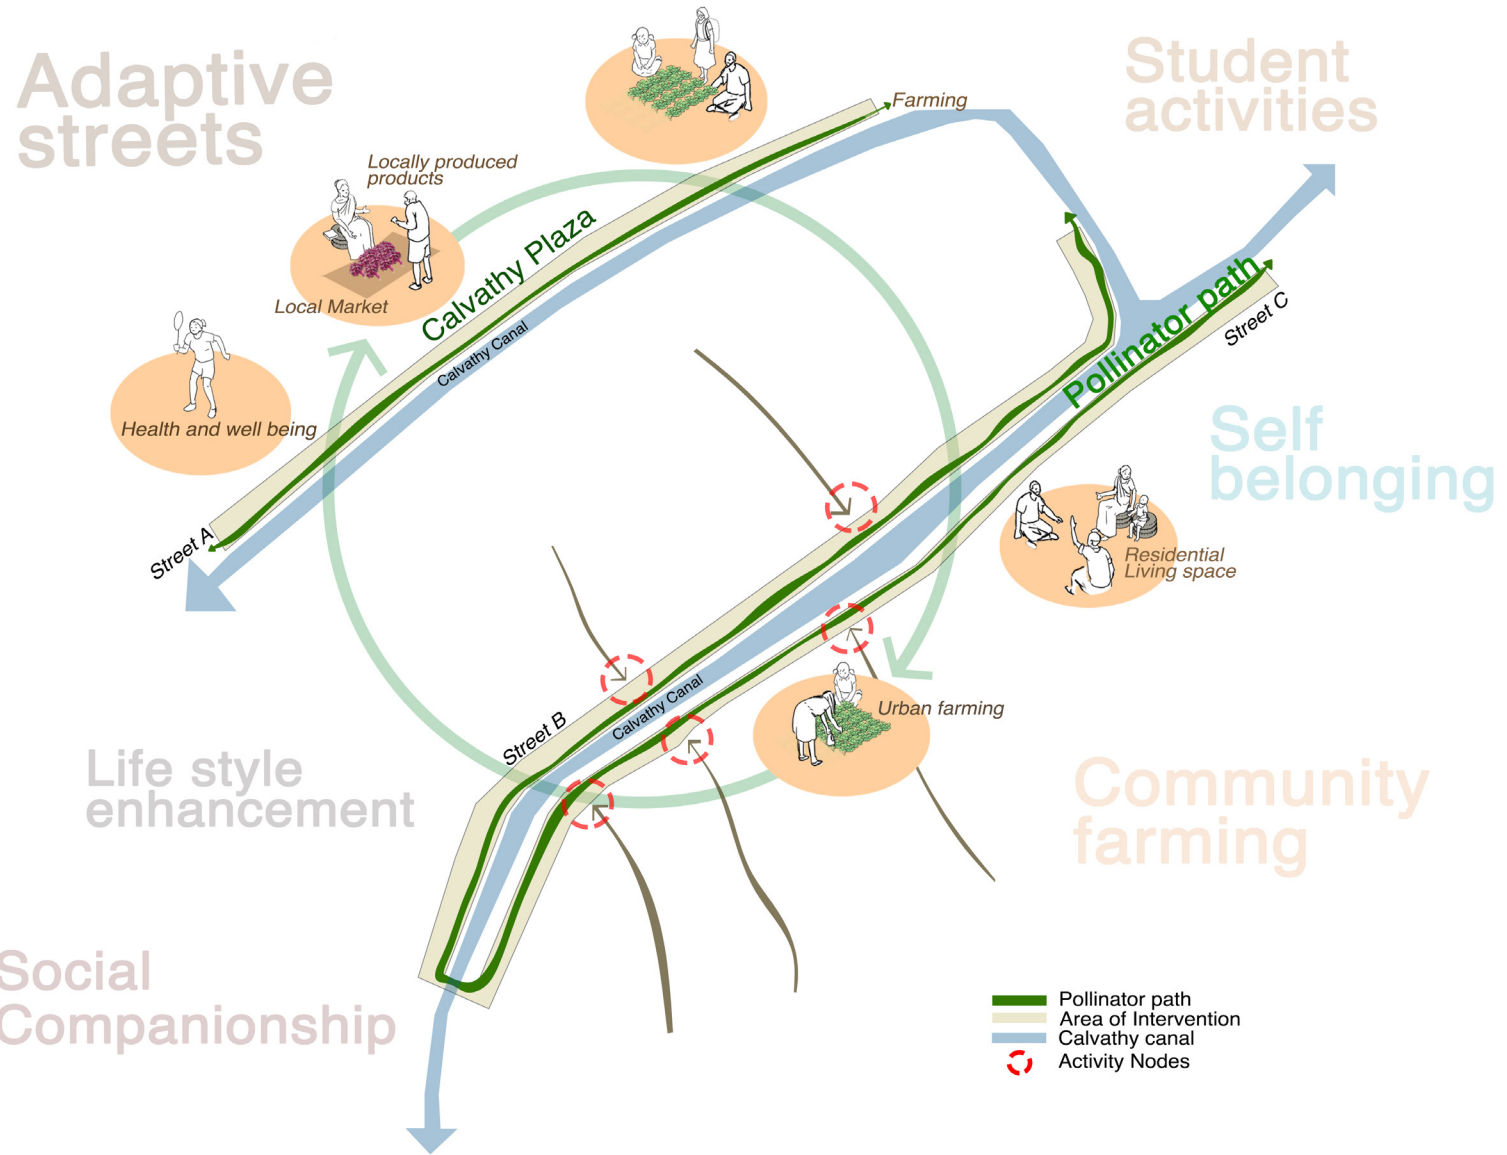 Adaptive
streets
Student
activities
Farming
Locally produced
products
Calvathy Plaza
Local Market
Calvathy Canal
Health and well being
Street A
Pollinator path
Street C
Self
belonging
Residential
Living space
Street B
Calvathy Canal
Urban farming
Life style
enhancement
Community
farming
Social
Companionship
Pollinator path
Area of Intervention
Calvathy canal
Activity Nodes